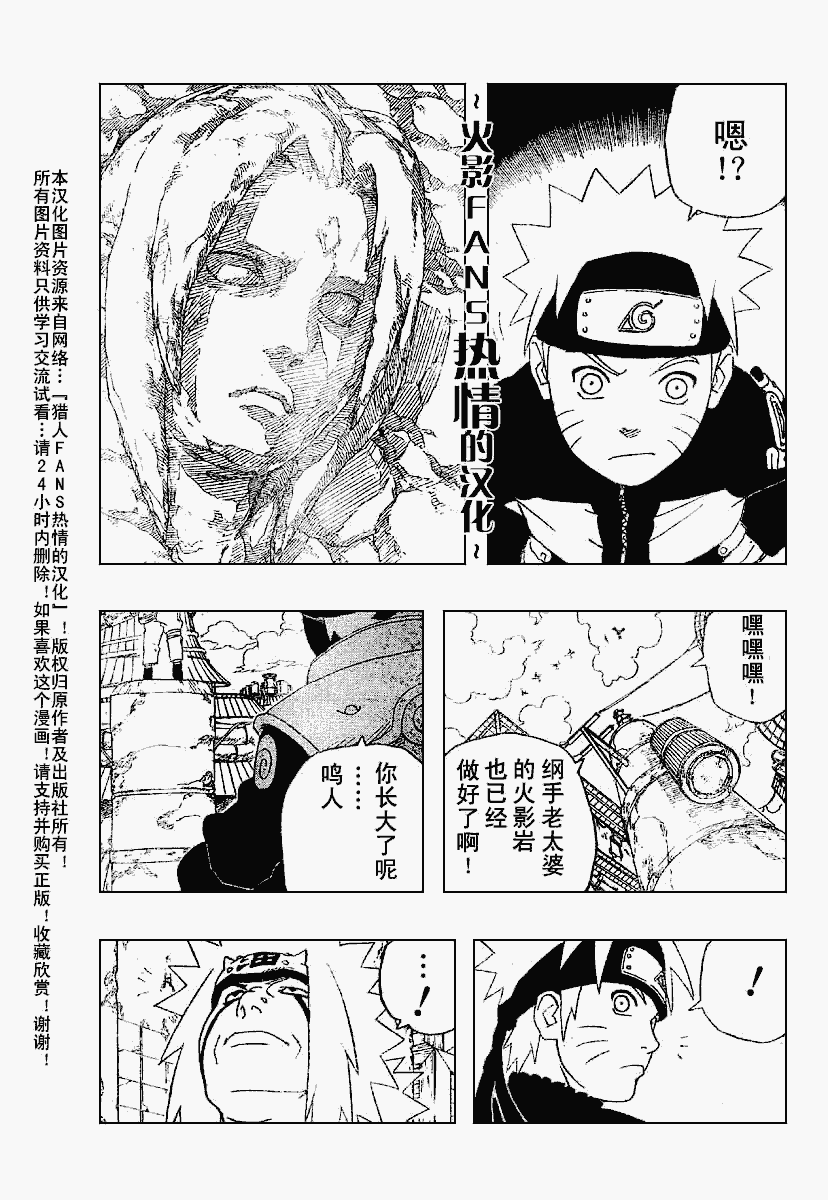 嗯
!?
~火影FANS热情的汉化~
嘿嘿嘿！
纲手老太婆
的火影岩
也已经
做好了啊！
你长大了呢
……
鸣人
！
…！
本汉化图片资源来自网络…『猎人FANS热情的汉化』！版权归原作者及出版社所有！
所有图片资料只供学习交流试看…请24小时内删除！如果喜欢这个漫画！请支持并购买正版！收藏欣赏！谢谢！